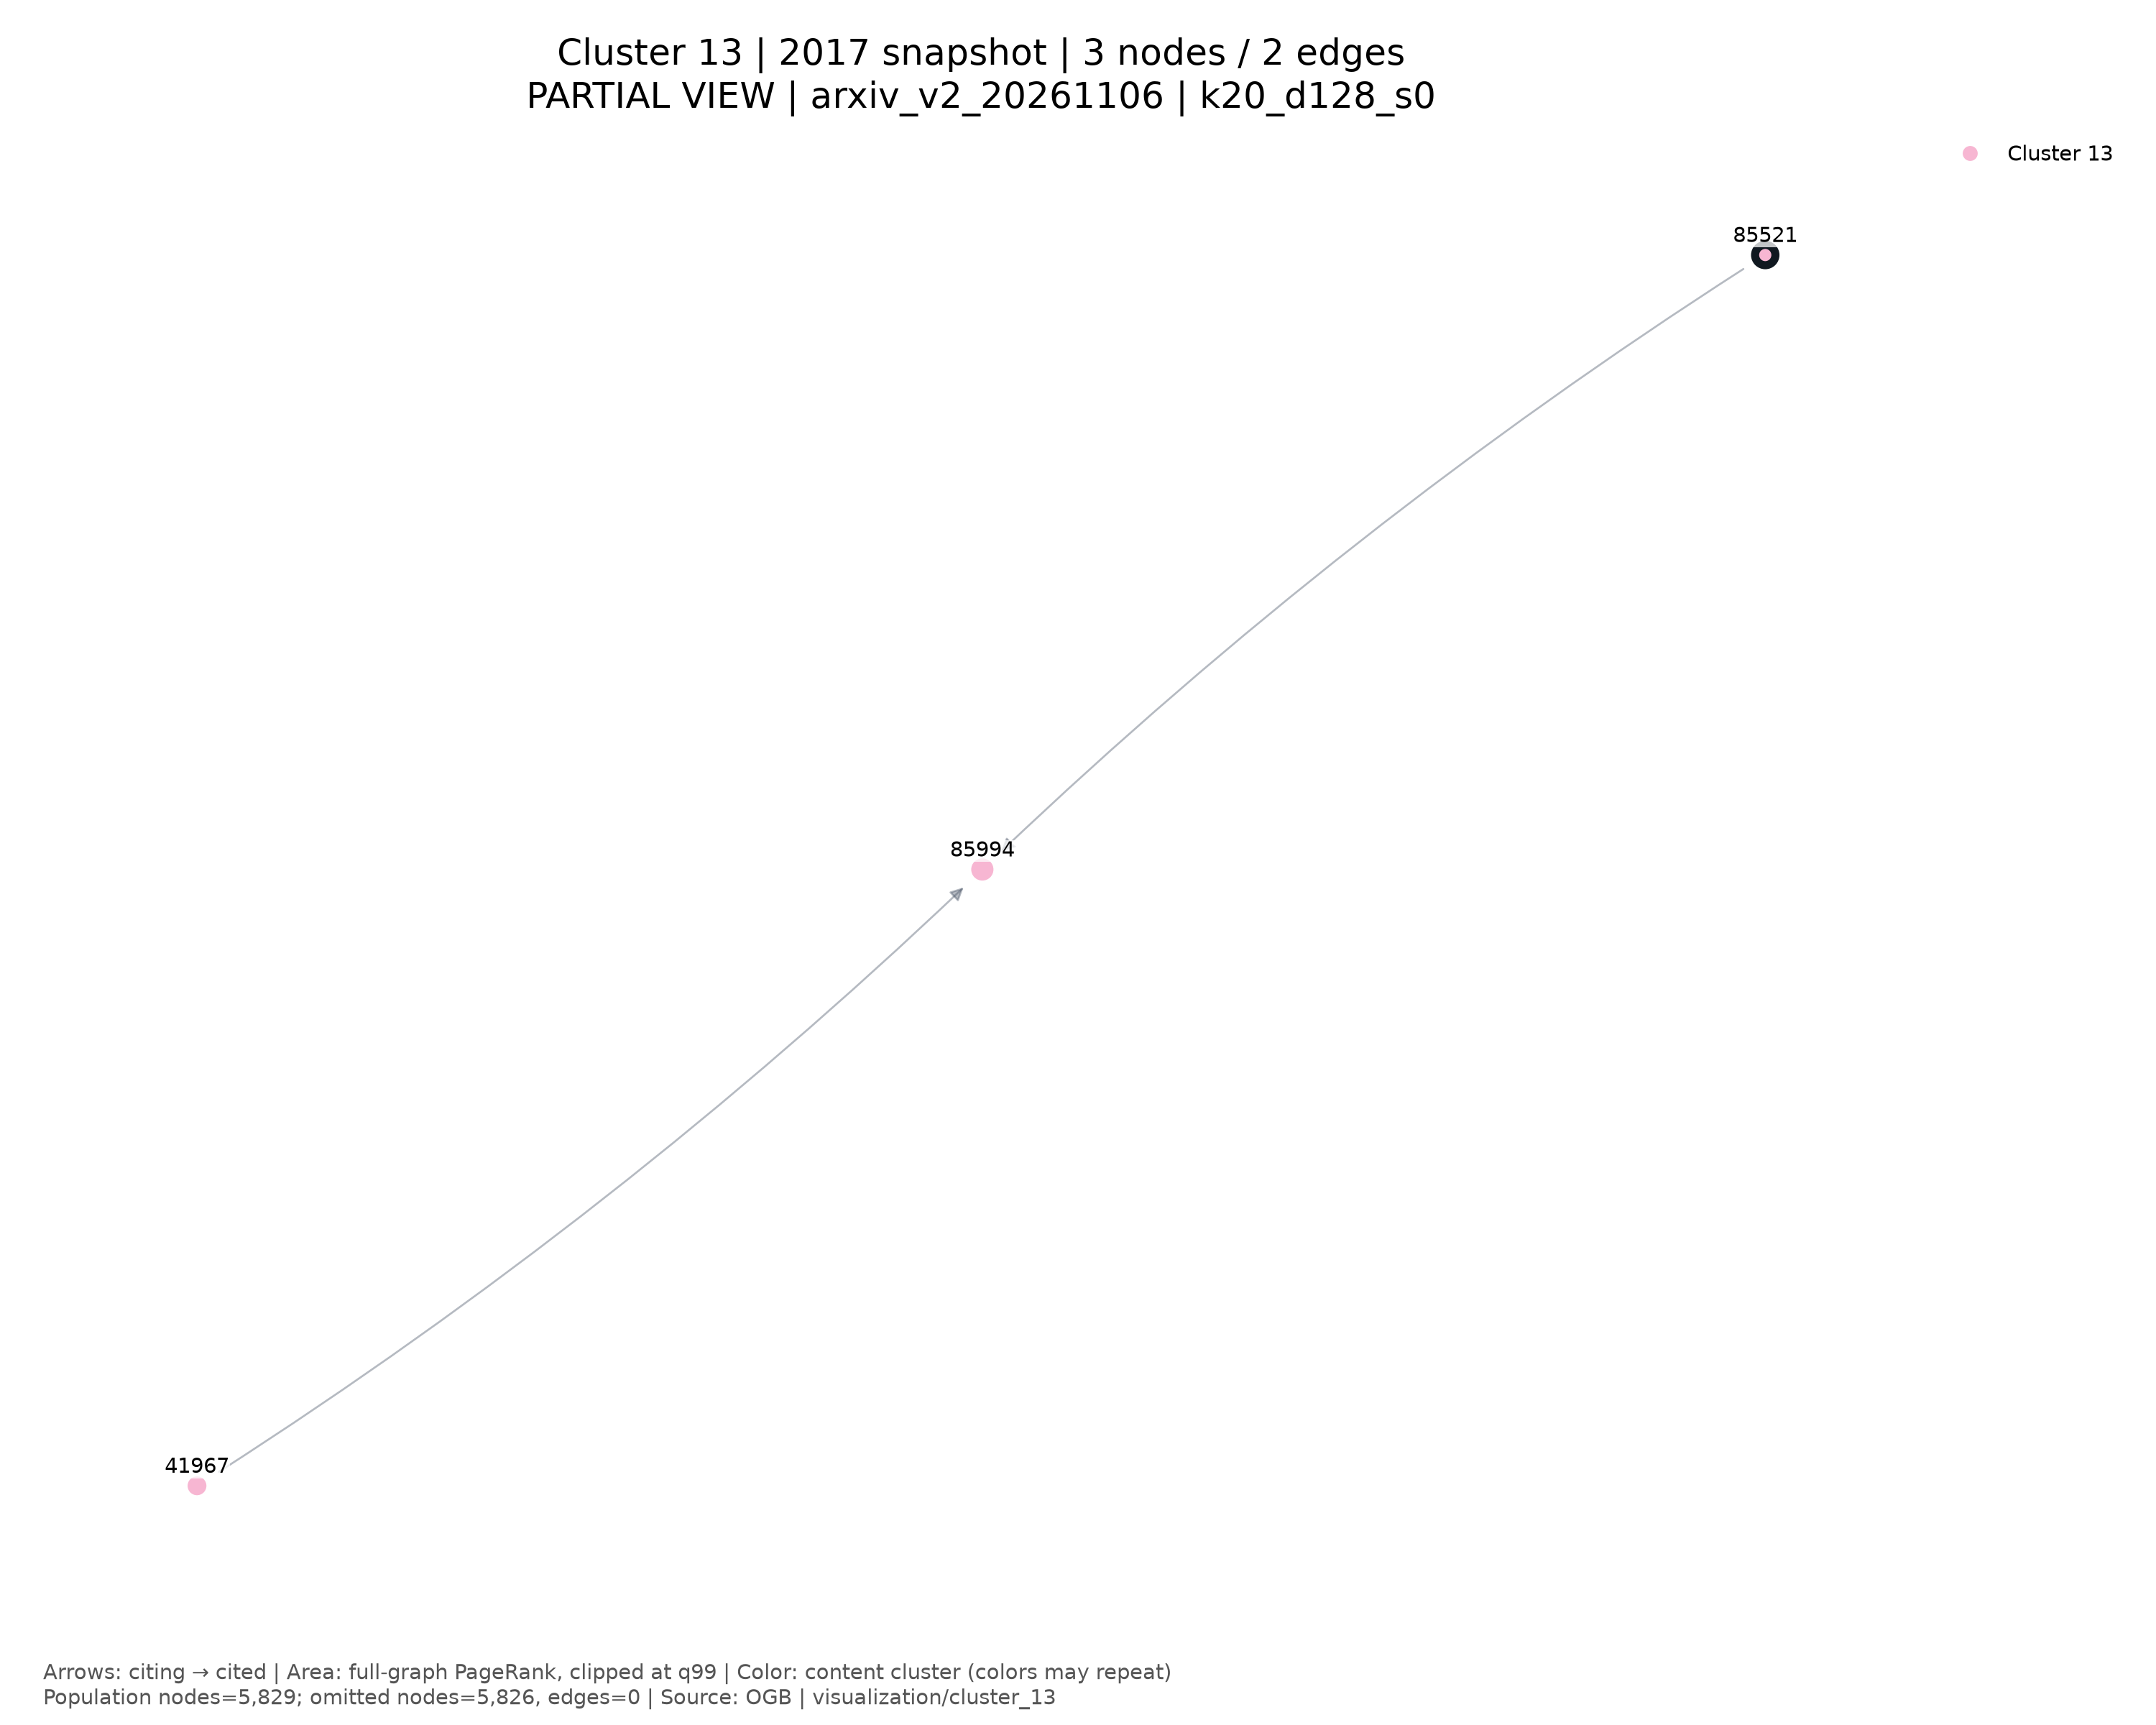 Cluster 13 | 2017 snapshot | 3 nodes / 2 edges
PARTIAL VIEW | arxiv_v2_20261106 | k20_d128_s0
Cluster 13
85521
85994
41967
Arrows: citing → cited | Area: full-graph PageRank, clipped at q99 | Color: content cluster (colors may repeat)
Population nodes=5,829; omitted nodes=5,826, edges=0 | Source: OGB | visualization/cluster_13